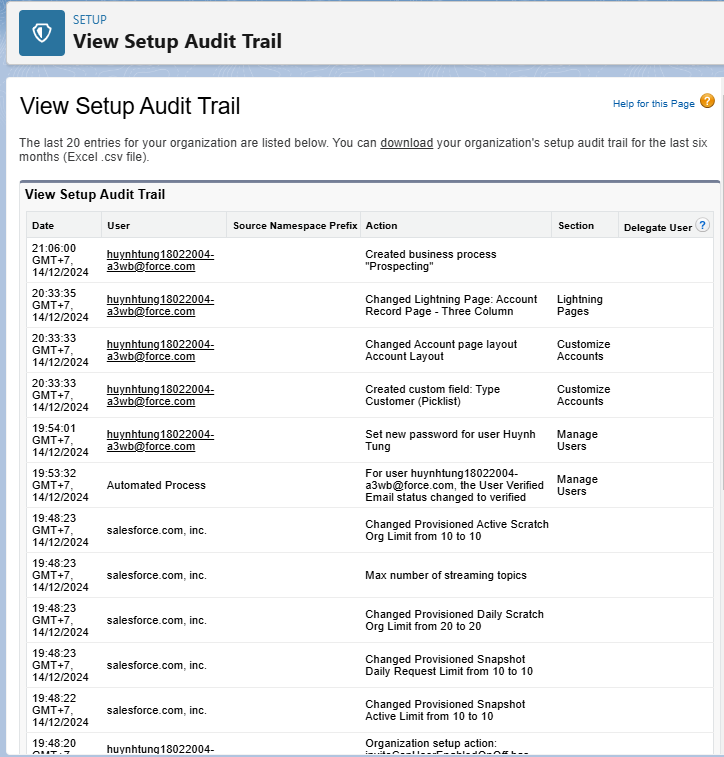 SETUP
View Setup Audit Trail
View Setup Audit Trail
Help for this Page ?
The last 20 entries for your organization are listed below. You can download your organization's setup audit trail for the last six
months (Excel .csv file).
View Setup Audit Trail
Date User Source Namespace Prefix Action Section Delegate User ?
21:06:00
GMT+7,
14/12/2024
huynhtung18022004-
a3wb@force.com
Created business process
"Prospecting"
20:33:35
GMT+7,
14/12/2024
huynhtung18022004-
a3wb@force.com
Changed Lightning Page: Account
Record Page - Three Column
Lightning
Pages
20:33:33
GMT+7,
14/12/2024
huynhtung18022004-
a3wb@force.com
Changed Account page layout
Account Layout
Customize
Accounts
20:33:33
GMT+7,
14/12/2024
huynhtung18022004-
a3wb@force.com
Created custom field: Type
Customer (Picklist)
Customize
Accounts
19:54:01
GMT+7,
14/12/2024
huynhtung18022004-
a3wb@force.com
Set new password for user Huynh
Tung
Manage
Users
19:53:32
GMT+7,
14/12/2024
Automated Process
For user huynhtung18022004-
a3wb@force.com, the User Verified
Email status changed to verified
Manage
Users
19:48:23
GMT+7,
14/12/2024
salesforce.com, inc.
Changed Provisioned Active Scratch
Org Limit from 10 to 10
19:48:23
GMT+7,
14/12/2024
salesforce.com, inc.
Max number of streaming topics
19:48:23
GMT+7,
14/12/2024
salesforce.com, inc.
Changed Provisioned Daily Scratch
Org Limit from 20 to 20
19:48:23
GMT+7,
14/12/2024
salesforce.com, inc.
Changed Provisioned Snapshot
Daily Request Limit from 10 to 10
19:48:22
GMT+7,
14/12/2024
salesforce.com, inc.
Changed Provisioned Snapshot
Active Limit from 10 to 10
19:48:20
huynhtung18022004-
Organization setup action: